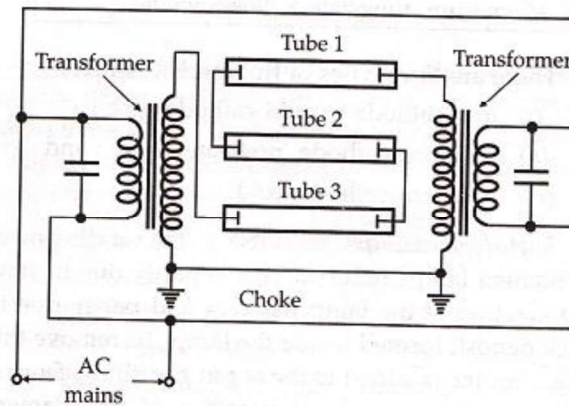 Tube 1
Transformer
Transformer
Tube 2
Tube 3
Choke
AC
mains